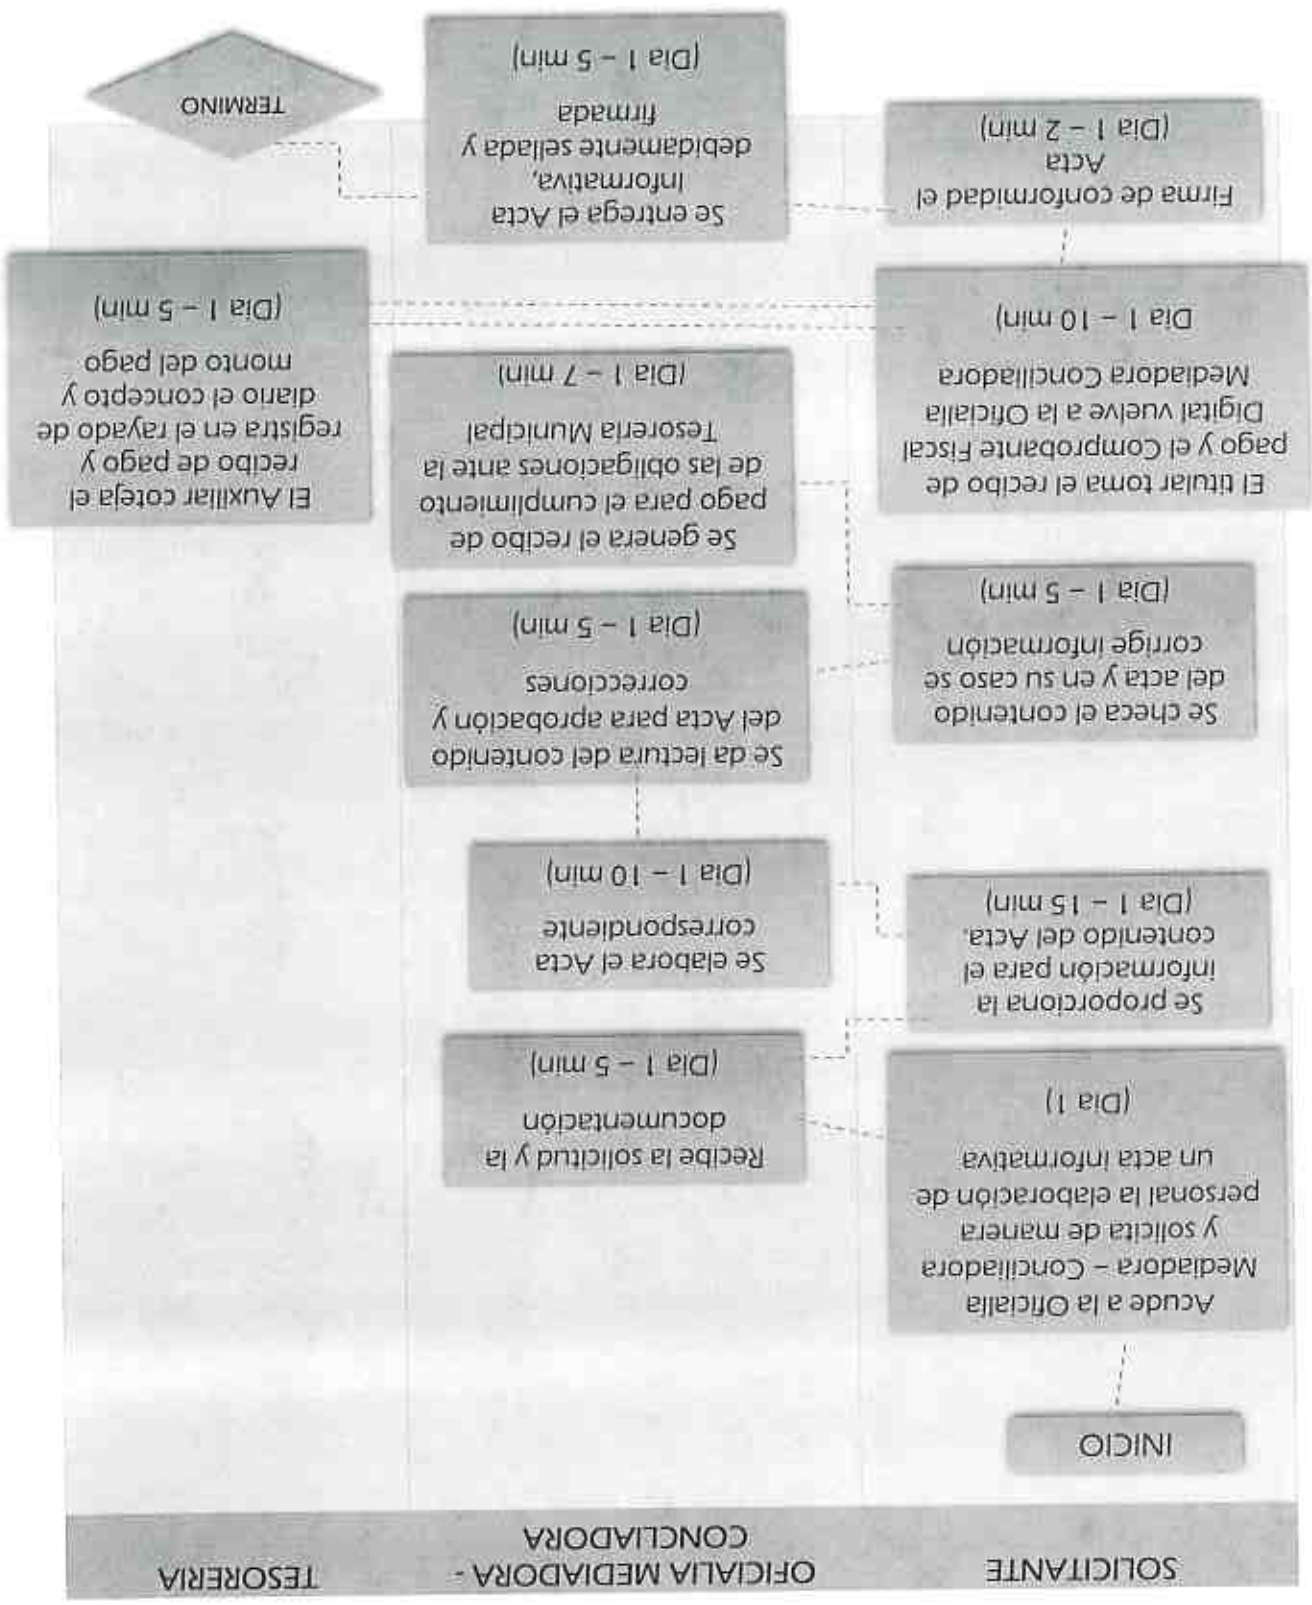 SOLICITANTE
OFICIALIA MEDIADORA -
CONCLIADORA
TESORERIA
INICIO
Acude a la Oficialía
Mediadora – Conciliadora
y solicita de manera
personal la elaboración de
un acta informativa
(Día 1)
Recibe la solicitud y la
documentación
(Día 1 – 5 min)
Se proporciona la
información para el
contenido del Acta.
(Día 1 – 15 min)
Se elabora el Acta
correspondiente
(Día 1 – 10 min)
Se da lectura del contenido
del Acta para aprobación y
correcciones
(Día 1 – 5 min)
Se checa el contenido
del acta y en su caso se
corrige información
(Día 1 – 5 min)
Se genera el recibo de
pago para el cumplimiento
de las obligaciones ante la
Tesorería Municipal
(Día 1 – 7 min)
El titular toma el recibo de
pago y el Comprobante Fiscal
Digital vuelve a la Oficialía
Mediadora Conciliadora
Día 1 – 10 min)
El Auxiliar coteja el
recibo de pago y
registra en el rayado de
diario el concepto y
monto del pago
(Día 1 – 5 min)
Firma de conformidad el
Acta
(Día 1 – 2 min)
Se entrega el Acta
Informativa,
debidamente sellada y
firmada
(Día 1 – 5 min)
TERMINO